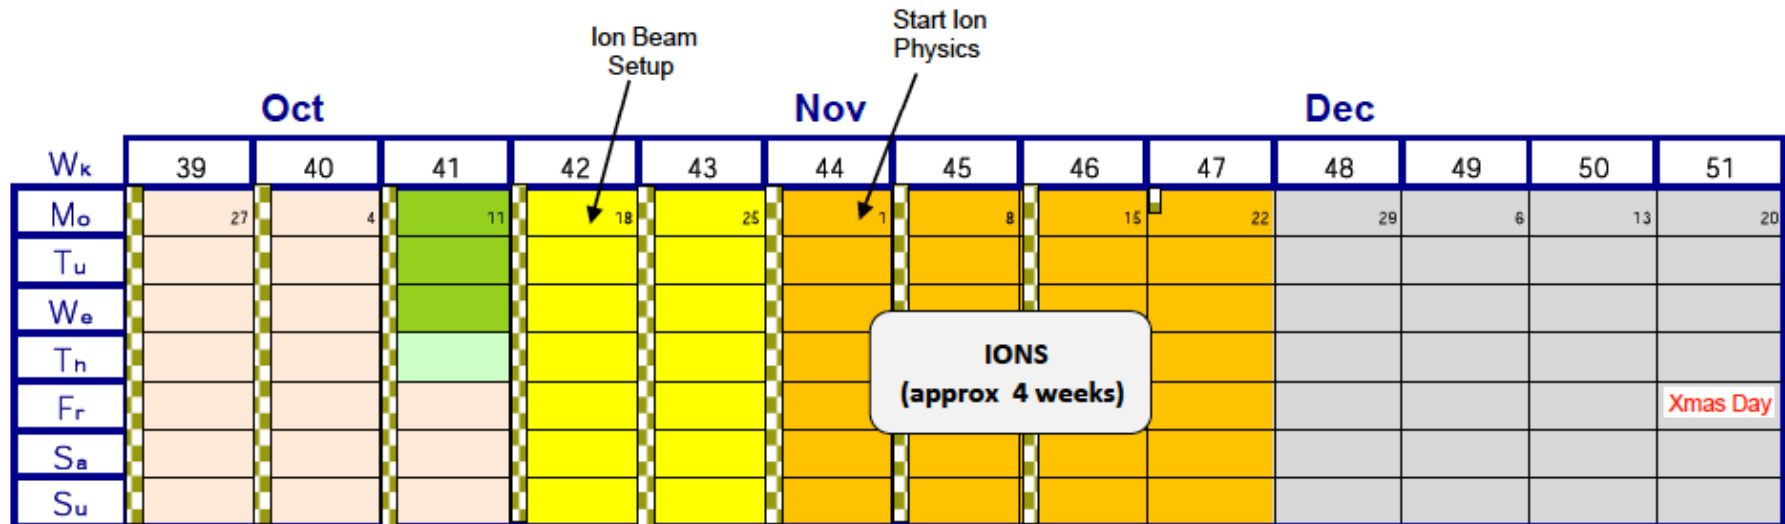 Start Ion
Physics
Ion Beam
Setup
Oct Nov Dec
Wk 39 40 41 42 43 44 45 46 47 48 49 50 51
Mo 27 4 11 18 25 1 8 15 22 29 6 13 20
Tu
We
Th
IONS
(approx 4 weeks)
Fr Xmas Day
Sa
Su